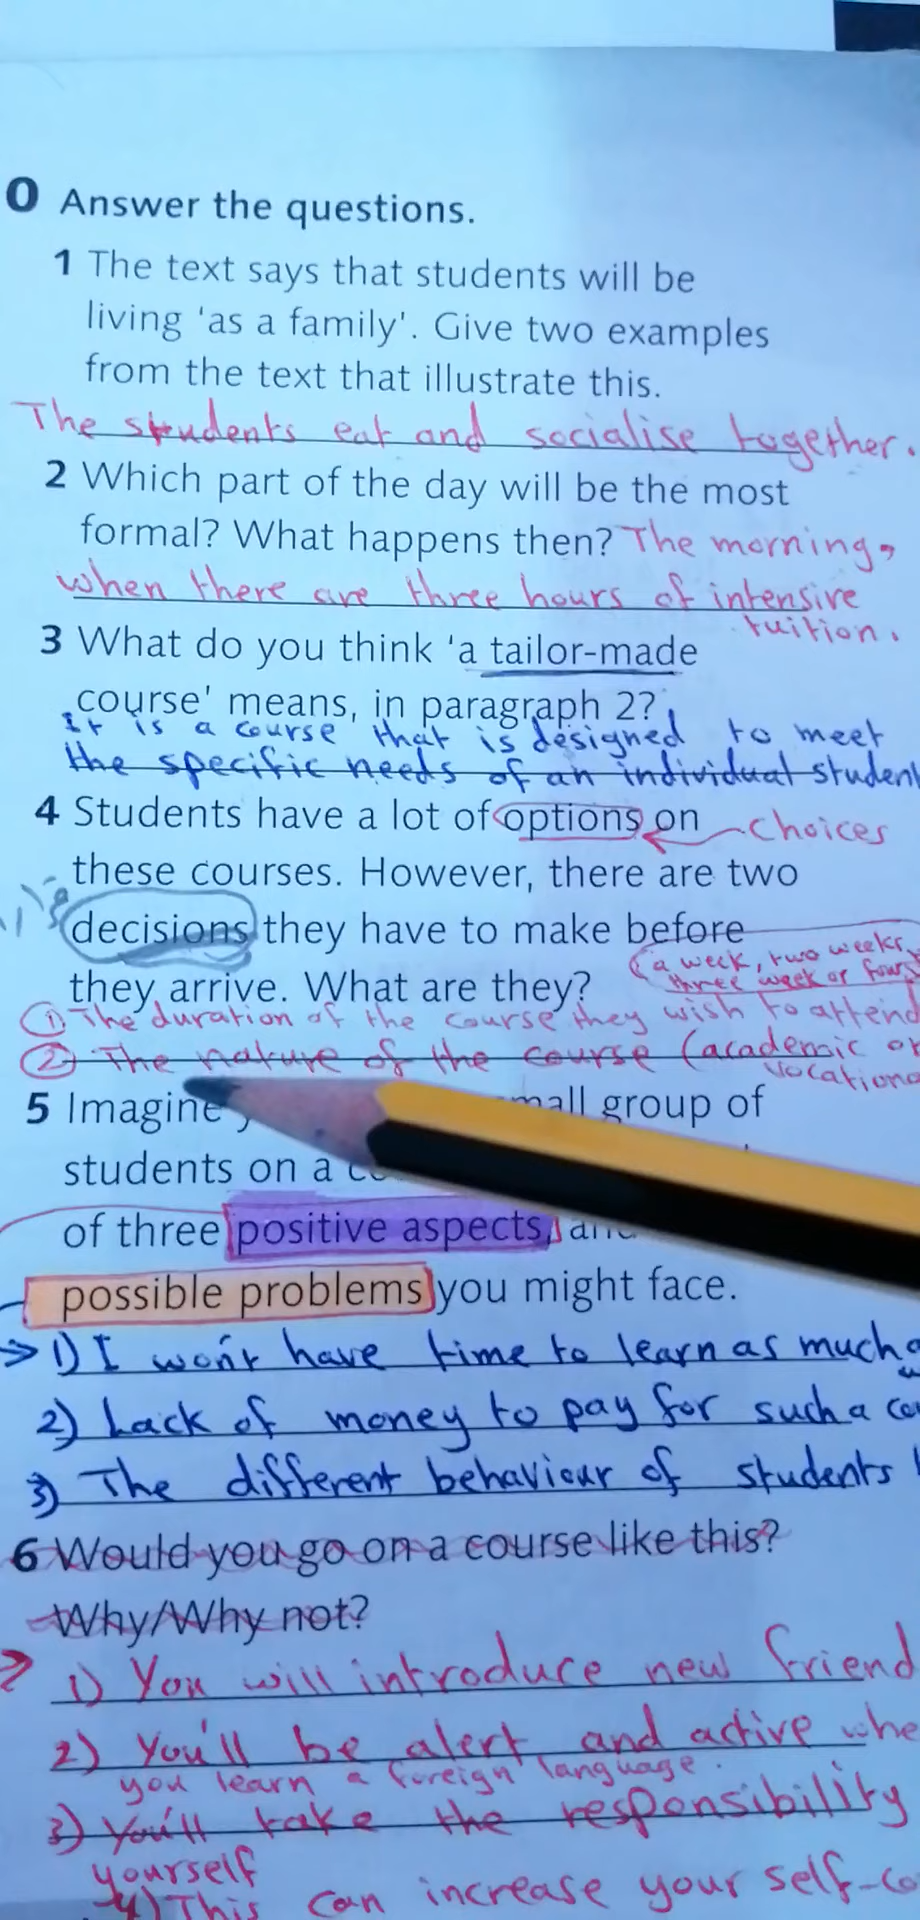 0 Answer the questions.
1 The text says that students will be
living 'as a family'. Give two examples
from the text that illustrate this.
The students eat and socialise together.
2 Which part of the day will be the most
formal? What happens then? The morning,
when there are three hours of intensive
tuition.
3 What do you think 'a tailor-made
course' means, in paragraph 2?
It is a course that is designed to meet
the specific needs of an individual student
4 Students have a lot of options on choices
these courses. However, there are two
decisions they have to make before
they arrive. What are they? (a week, two weeks,
three week or four
① The duration of the course they wish to attend
② The nature of the course (academic or
vocationa
5 Imagine group of
students on a
of three positive aspects,
possible problems you might face.
1) I won't have time to learn as much
2) Lack of money to pay for such a
3) The different behaviour of students
6 Would you go on a course like this?
Why/Why not?
1) You will introduce new friend
2) You'll be alert and active whe
you learn a foreign language.
3) You'll take the responsibility
yourself
4) This can increase your self-co